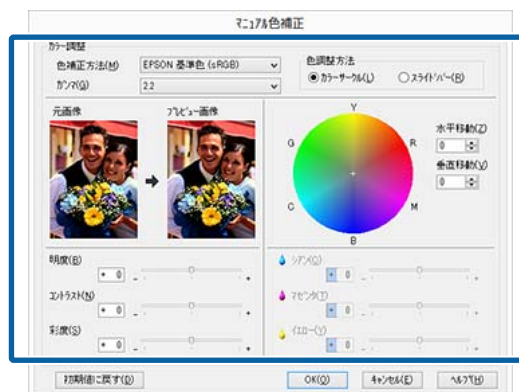 マニュアル色補正
カラー調整
色補正方法(M)
EPSON 基準色 (sRGB)
ガンマ(G)
2.2
色調整方法
カラーサークル(L)
スライドバー(R)
元画像
プレビュー画像
Y
G
R
C
M
B
水平移動(Z)
0
垂直移動(V)
0
明度(B)
+ 0
- +
コントラスト(N)
+ 0
- +
彩度(S)
+ 0
- +
シアン(C)
+ 0
- +
マゼンタ(T)
+ 0
- +
イエロー(Y)
+ 0
- +
初期値に戻す(D)
OK(O)
キャンセル(E)
ヘルプ(H)